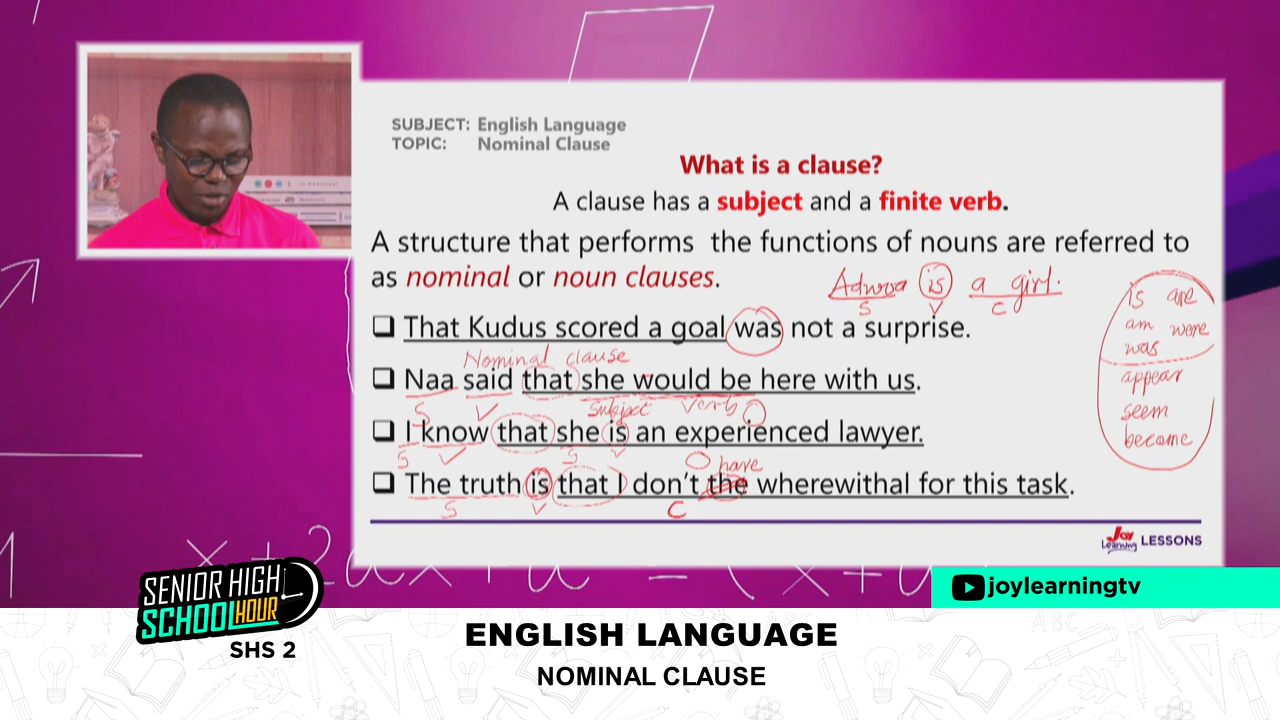 SUBJECT: English Language
TOPIC: Nominal Clause
What is a clause?
A clause has a subject and a finite verb.
A structure that performs the functions of nouns are referred to
as nominal or noun clauses.
Adwoa is a girl.
S V C
is are
am were
was
appear
seem
become
❑ That Kudus scored a goal was not a surprise.
Nominal clause
❑ Naa said that she would be here with us.
S V subject verb O
❑ I know that she is an experienced lawyer.
S V S V O have
❑ The truth is that I don't the wherewithal for this task.
S V C
Joy Learning LESSONS
joylearningtv
SENIOR HIGH
SCHOOL HOUR
SHS 2
ENGLISH LANGUAGE
NOMINAL CLAUSE